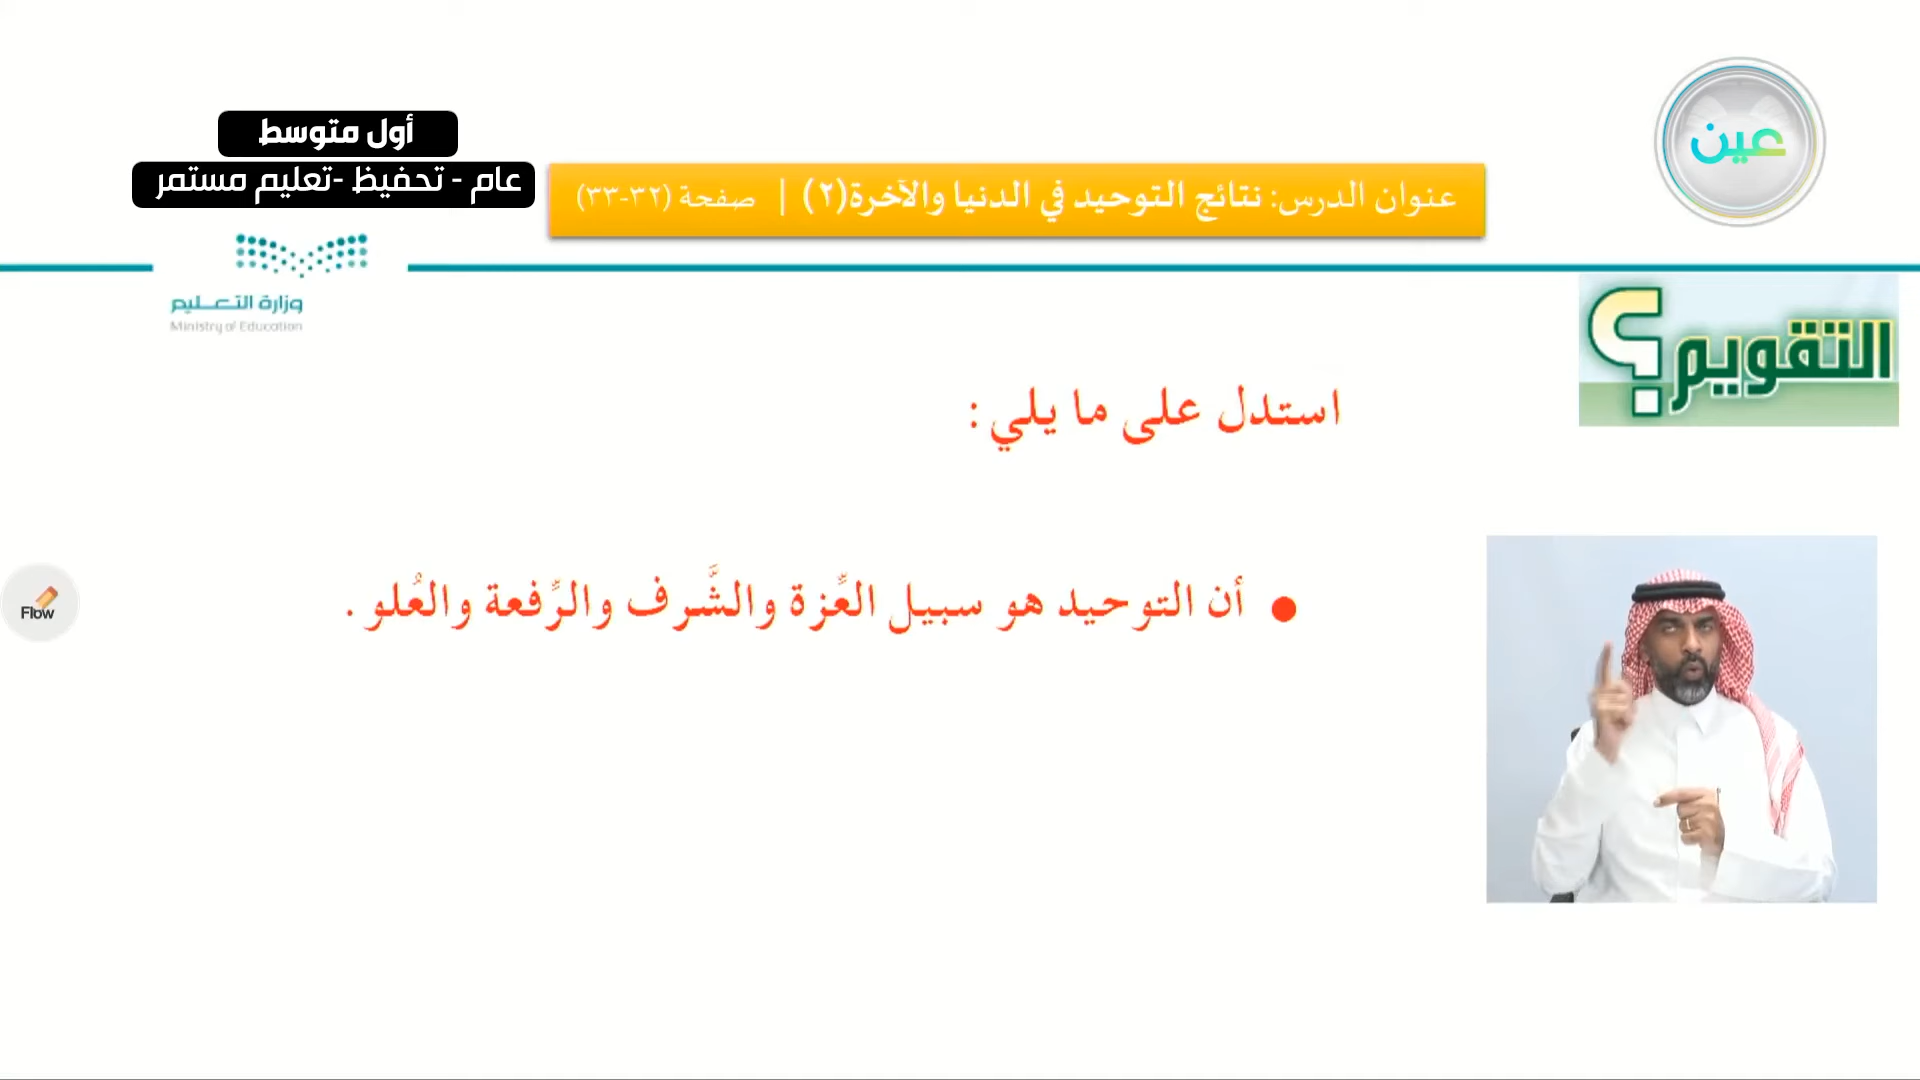 عين
أول متوسط
عام - تحفيظ -تعليم مستمر
عنوان الدرس: نتائج التوحيد في الدنيا والآخرة(٢) | صفحة (٣٢-٣٣)
وزارة التعـــليم
Ministry of Education
التقويم؟
استدل على ما يلي :
● أن التوحيد هو سبيل العِّزة والشَّرف والرِّفعة والعُلو .
Flow